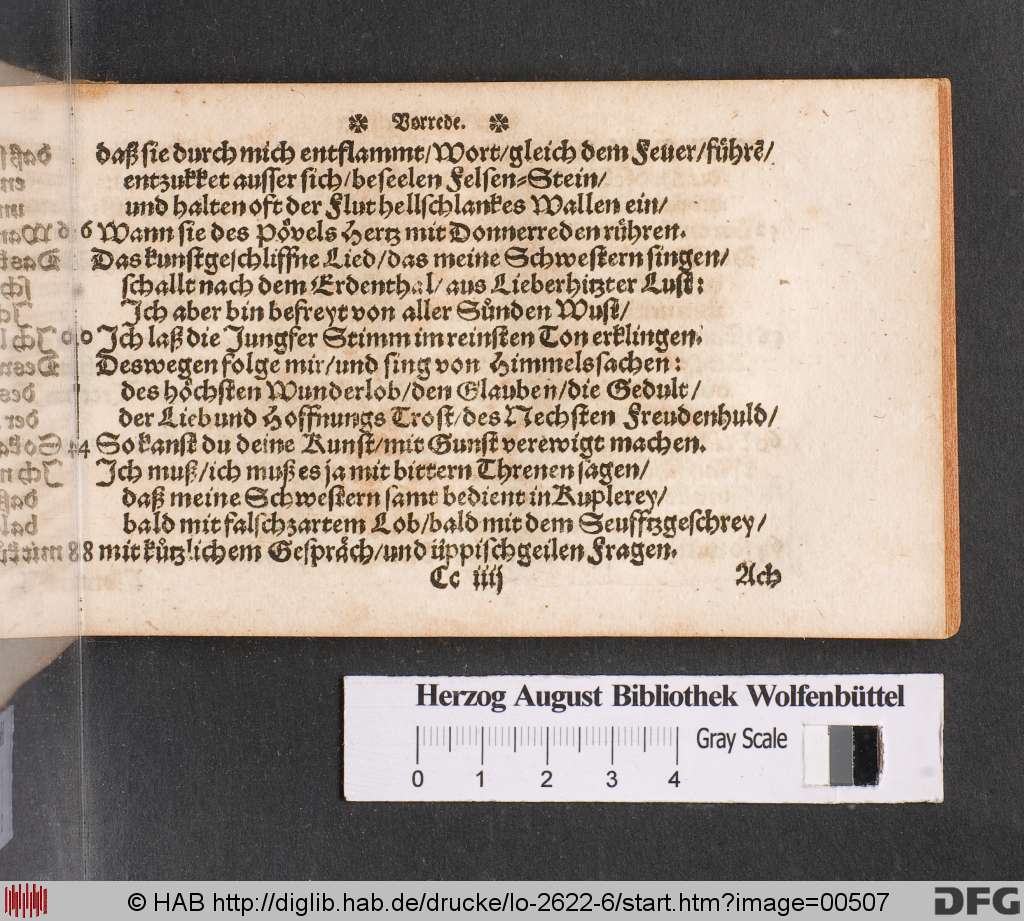 ✼ Vorrede. ✼
daß sie durch mich entflammt/Wort/gleich dem Feuer/führẽ/
entzukket ausser sich/beseelen Felsen-Stein/
und halten oft der Flut hellschlankes Wallen ein/
Wann sie des Pövels Hertz mit Donnerreden rühren.
Das kunstgeschliffne Lied/das meine Schwestern singen/
schallt nach dem Erdenthal/aus Lieberhitzter Lust:
Ich aber bin befreyt von aller Sünden Wust/
Ich laß die Jungfer Stimm im reinsten Ton erklingen.
Deswegen folge mir/und sing von Himmelssachen:
des höchsten Wunderlob/den Glauben/die Gedult/
der Lieb und Hoffnungs Trost/des Nechsten Freudenhuld/
So kanst du deine Kunst/mit Gunst verewigt machen.
Ich muß/ich muß es ja mit bittern Threnen sagen/
daß meine Schwestern samt bedient in Kuplerey/
bald mit falschzartem Lob/bald mit dem Seufftzgeschrey/
mit kützlichem Gespräch/und üppischgeilen Fragen.
Cc iiij Ach
Herzog August Bibliothek Wolfenbüttel
0 1 2 3 4 Gray Scale
© HAB http://diglib.hab.de/drucke/lo-2622-6/start.htm?image=00507 DFG